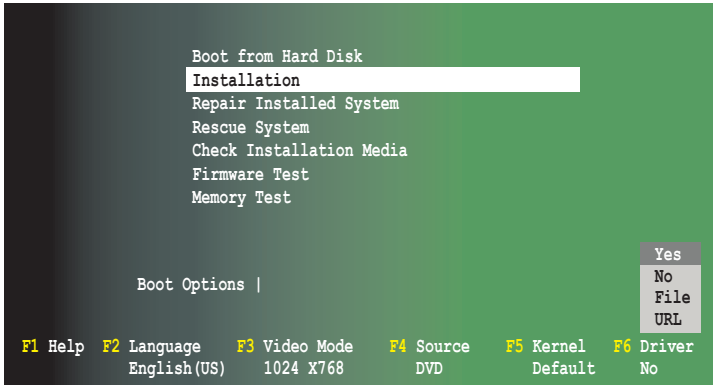 Boot from Hard Disk
Installation
Repair Installed System
Rescue System
Check Installation Media
Firmware Test
Memory Test
Boot Options |
Yes
No
File
URL
F1 Help F2 Language F3 Video Mode F4 Source F5 Kernel F6 Driver
English(US) 1024 X768 DVD Default No